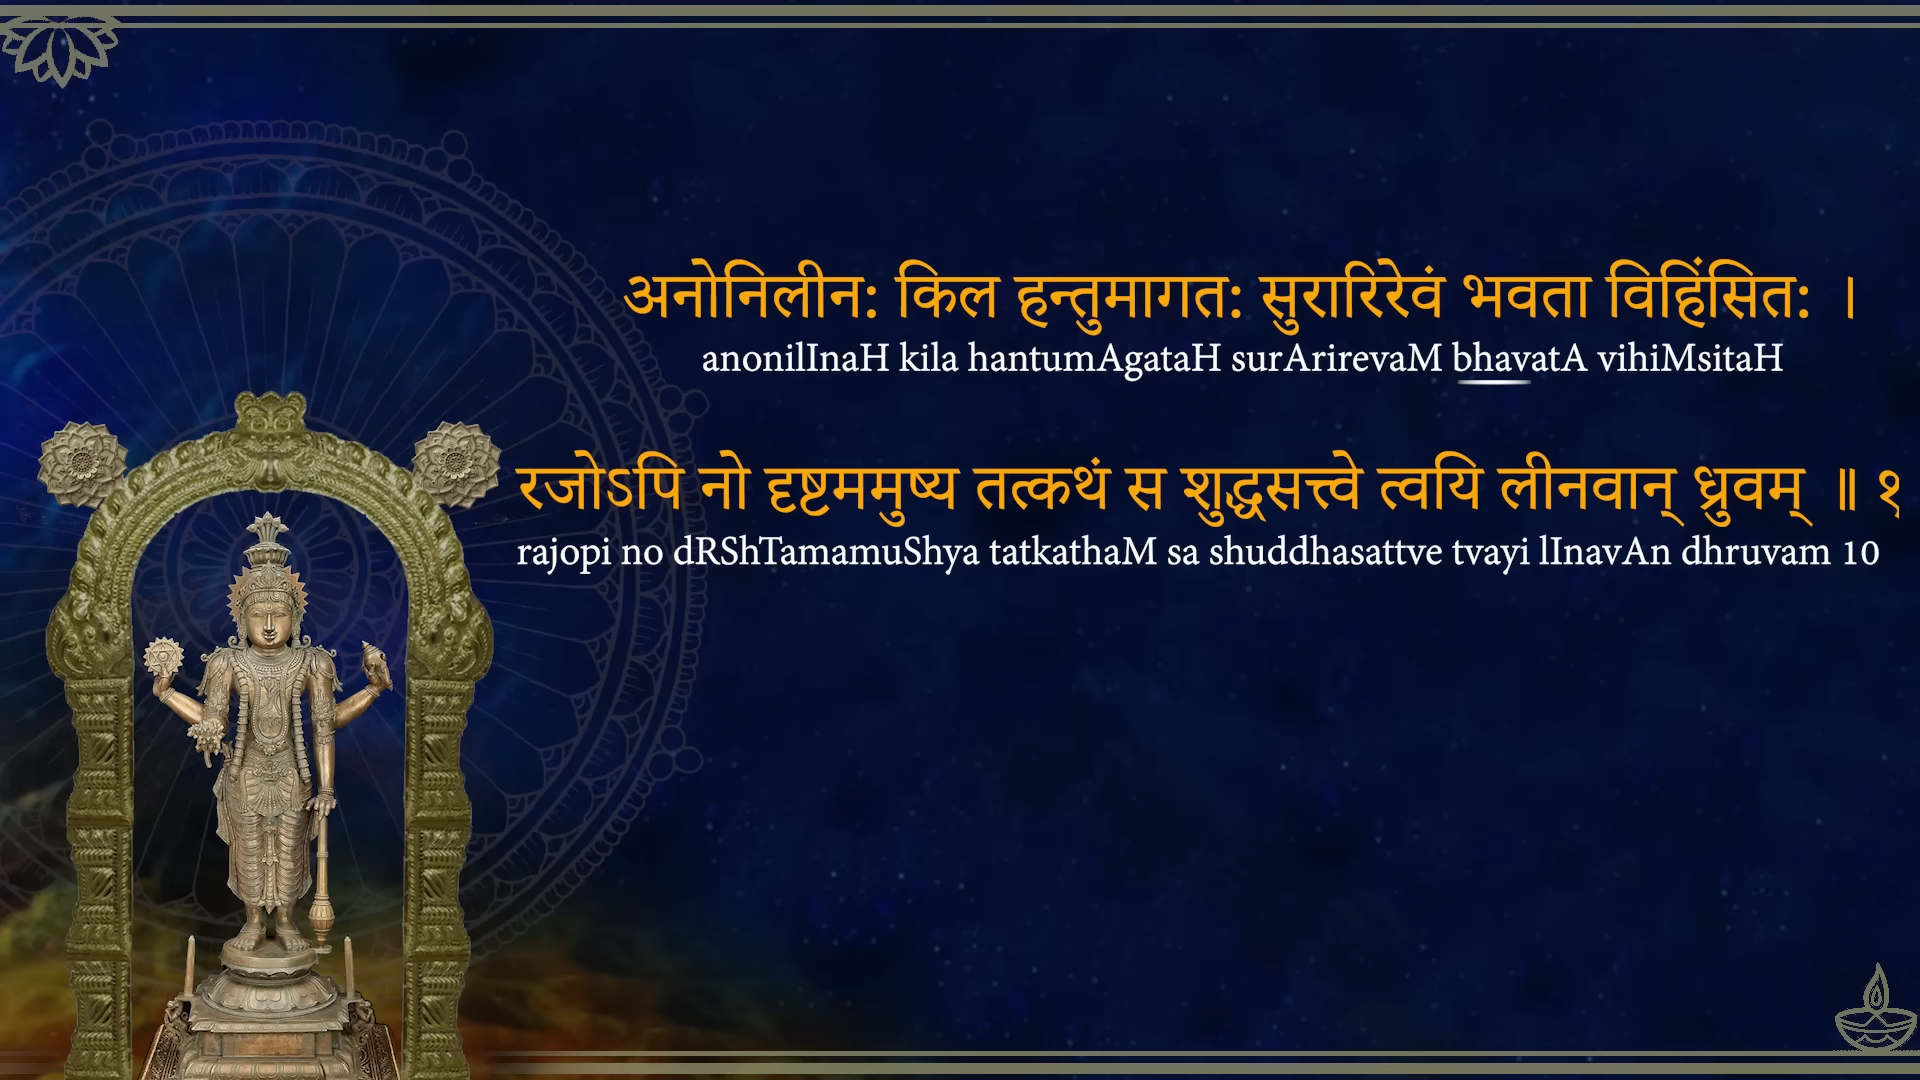 अनोनिलीन: किल हन्तुमागत: सुरारिरेवं भवता विहिंसित: ।
anonilInaH kila hantumAgataH surArirevaM bhavatA vihiMsitaH
रजोऽपि नो दृष्टममुष्य तत्कथं स शुद्धसत्त्वे त्वयि लीनवान् ध्रुवम् ॥ १
rajopi no dRShTamamuShya tatkathaM sa shuddhasattve tvayi lInavAn dhruvam 10